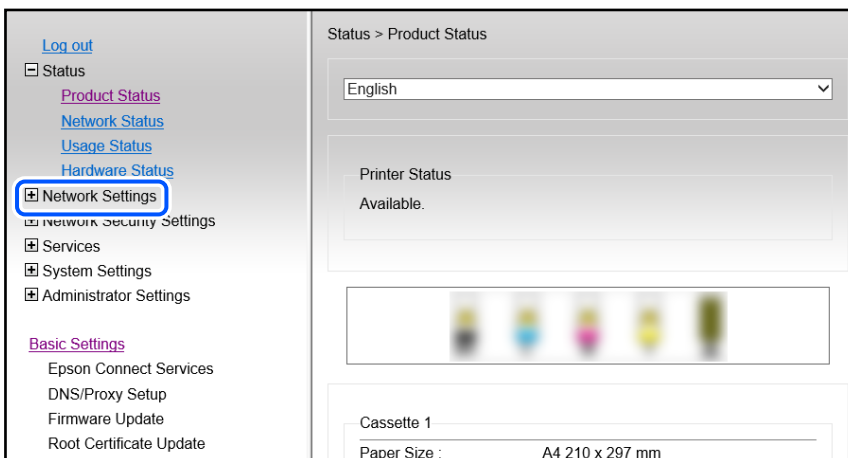 Log out
Status
Product Status
Network Status
Usage Status
Hardware Status
Network Settings
Network Security Settings
Services
System Settings
Administrator Settings
Basic Settings
Epson Connect Services
DNS/Proxy Setup
Firmware Update
Root Certificate Update
Status > Product Status
English
Printer Status
Available.
Cassette 1
Paper Size : A4 210 x 297 mm